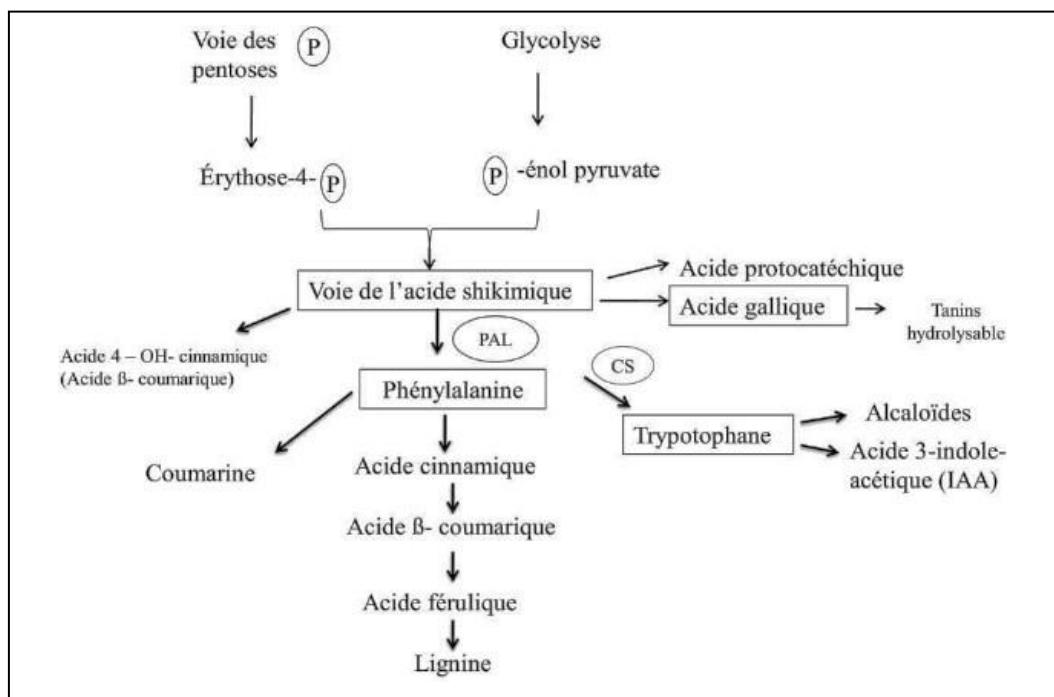 Voie des
pentoses
P
Glycolyse
Érythose-4-P
P -énol pyruvate
Voie de l’acide shikimique
Acide protocatéchique
Acide gallique
Tanins
hydrolysable
Acide 4 – OH- cinnamique
(Acide ß- coumarique)
PAL
CS
Phénylalanine
Trypotophane
Alcaloïdes
Acide 3-indole-
acétique (IAA)
Coumarine
Acide cinnamique
Acide ß- coumarique
Acide férulique
Lignine